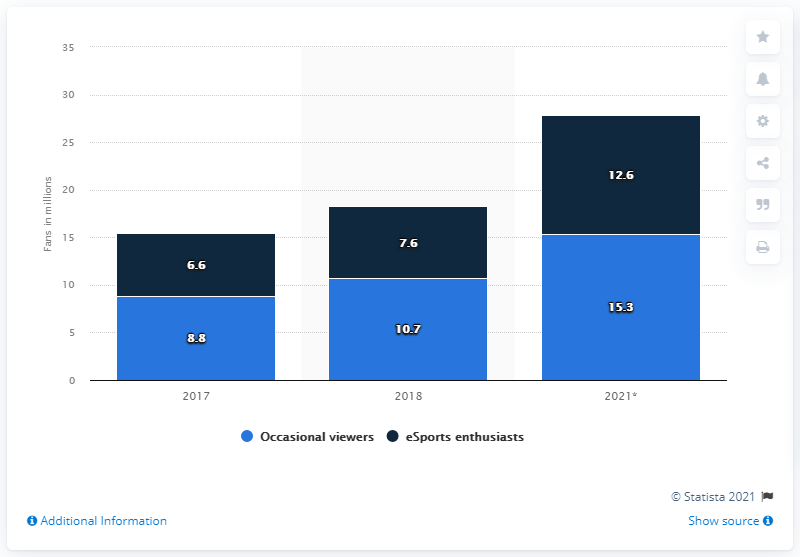 35
30
25
20
15
10
5
0
Fans in millions
12.6
7.6
6.6
15.3
10.7
8.8
2017
2018
2021*
Occasional viewers
eSports enthusiasts
© Statista 2021
Additional Information
Show source